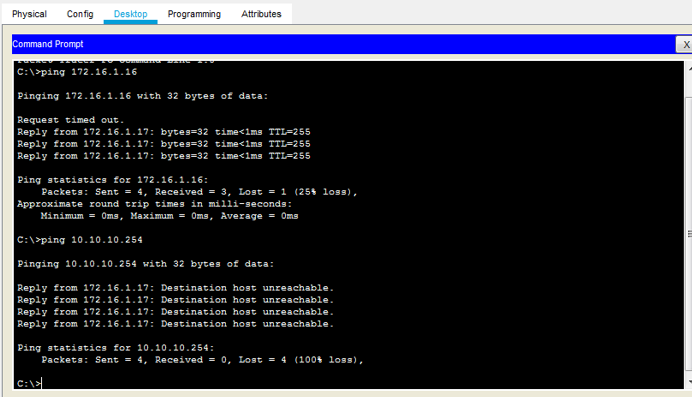 Physical Config Desktop Programming Attributes
Command Prompt
X
C:\>ping 172.16.1.16
Pinging 172.16.1.16 with 32 bytes of data:
Request timed out.
Reply from 172.16.1.17: bytes=32 time<1ms TTL=255
Reply from 172.16.1.17: bytes=32 time<1ms TTL=255
Reply from 172.16.1.17: bytes=32 time<1ms TTL=255
Ping statistics for 172.16.1.16:
Packets: Sent = 4, Received = 3, Lost = 1 (25% loss),
Approximate round trip times in milli-seconds:
Minimum = 0ms, Maximum = 0ms, Average = 0ms
C:\>ping 10.10.10.254
Pinging 10.10.10.254 with 32 bytes of data:
Reply from 172.16.1.17: Destination host unreachable.
Reply from 172.16.1.17: Destination host unreachable.
Reply from 172.16.1.17: Destination host unreachable.
Reply from 172.16.1.17: Destination host unreachable.
Ping statistics for 10.10.10.254:
Packets: Sent = 4, Received = 0, Lost = 4 (100% loss),
C:\>